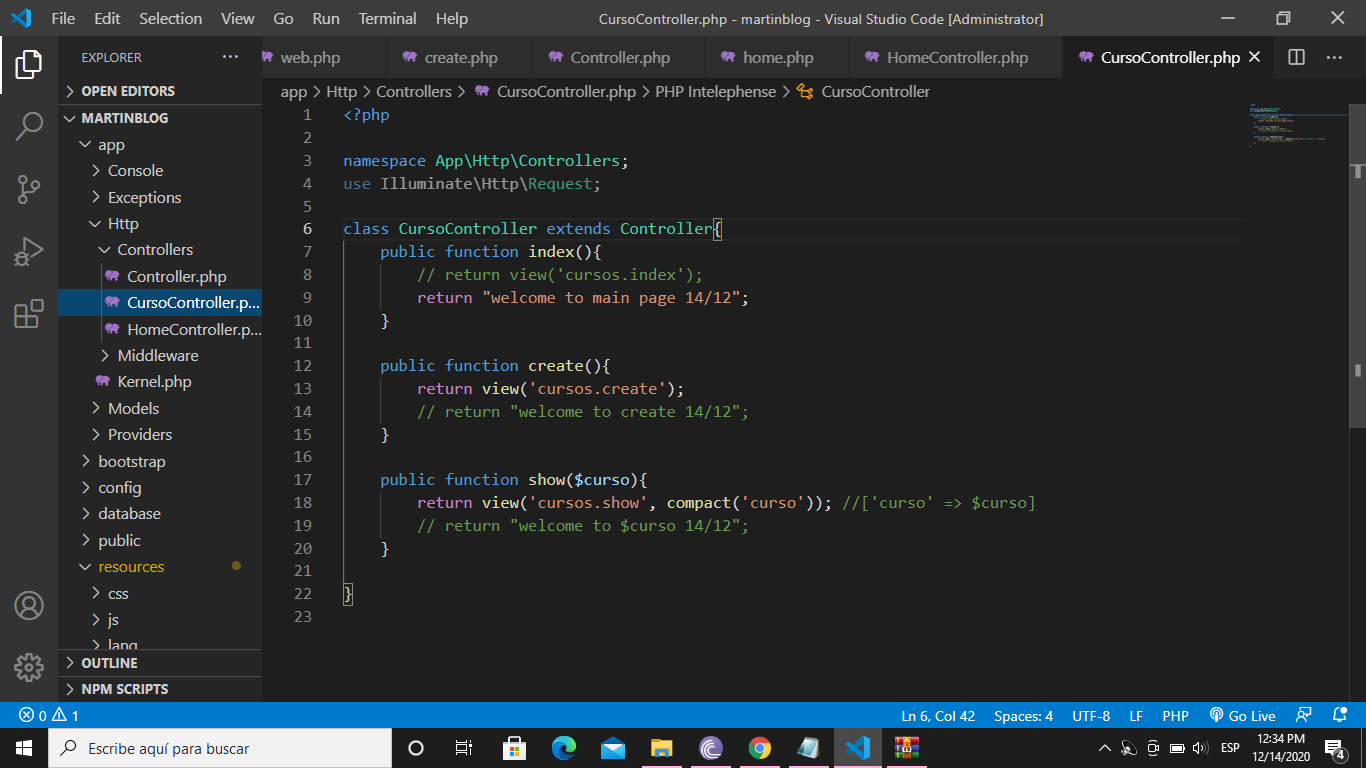 File Edit Selection View Go Run Terminal Help CursoController.php - martinblog - Visual Studio Code [Administrator]
EXPLORER
web.php create.php Controller.php home.php HomeController.php CursoController.php
OPEN EDITORS
MARTINBLOG
app
Console
Exceptions
Http
Controllers
Controller.php
CursoController.p...
HomeController.p...
Middleware
Kernel.php
Models
Providers
bootstrap
config
database
public
resources
css
js
lang
OUTLINE
NPM SCRIPTS
app > Http > Controllers > CursoController.php > PHP Intelephense > CursoController
1 <?php
2
3 namespace App\Http\Controllers;
4 use Illuminate\Http\Request;
5
6 class CursoController extends Controller{
7 public function index(){
8 // return view('cursos.index');
9 return "welcome to main page 14/12";
10 }
11
12 public function create(){
13 return view('cursos.create');
14 // return "welcome to create 14/12";
15 }
16
17 public function show($curso){
18 return view('cursos.show', compact('curso')); //['curso' => $curso]
19 // return "welcome to $curso 14/12";
20 }
21
22 }
23
0 1 Ln 6, Col 42 Spaces: 4 UTF-8 LF PHP Go Live
Escribe aquí para buscar
ESP
12:34 PM
12/14/2020
4